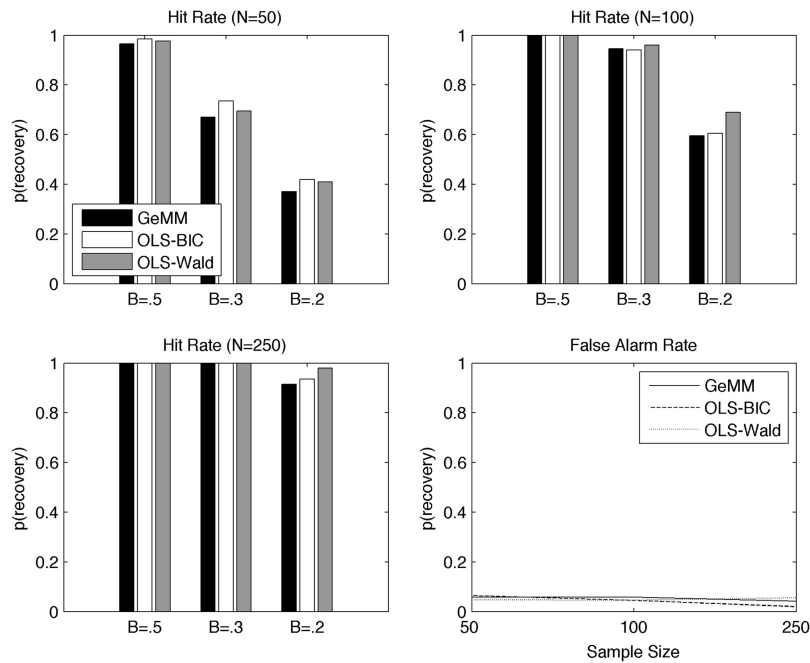 Hit Rate (N=50)
1
0.8
0.6
0.4
0.2
0
p(recovery)
GeMM
OLS-BIC
OLS-Wald
B=.5 B=.3 B=.2
Hit Rate (N=100)
1
0.8
0.6
0.4
0.2
0
p(recovery)
B=.5 B=.3 B=.2
Hit Rate (N=250)
1
0.8
0.6
0.4
0.2
0
p(recovery)
B=.5 B=.3 B=.2
False Alarm Rate
1
0.8
0.6
0.4
0.2
0
p(recovery)
GeMM
OLS-BIC
OLS-Wald
50 100 250
Sample Size